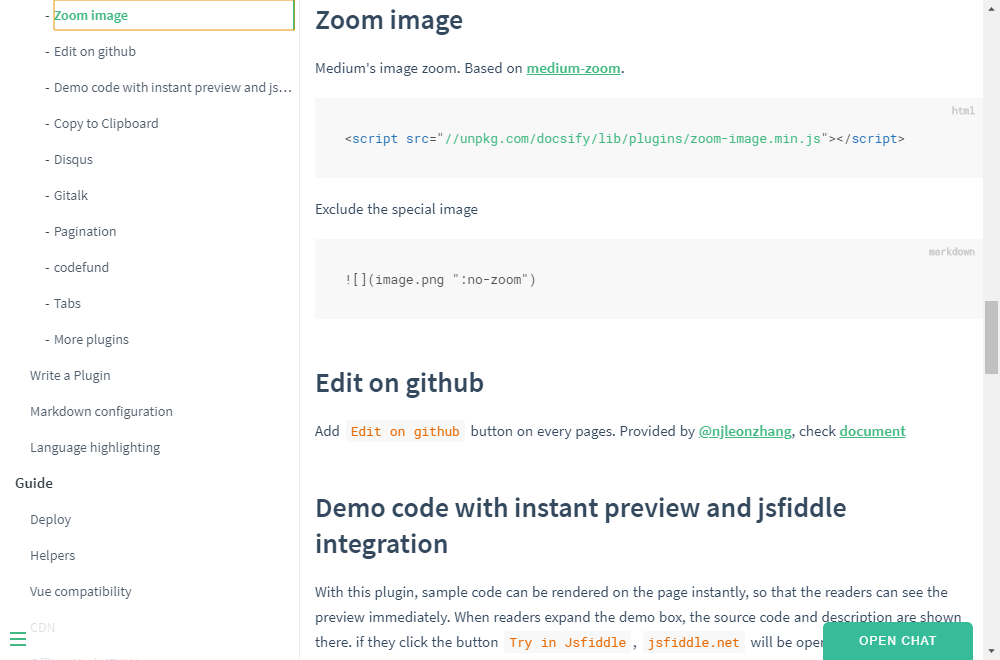 - Zoom image
- Edit on github
- Demo code with instant preview and js…
- Copy to Clipboard
- Disqus
- Gitalk
- Pagination
- codefund
- Tabs
- More plugins
Write a Plugin
Markdown configuration
Language highlighting
Guide
Deploy
Helpers
Vue compatibility
CDN
Zoom image
Medium's image zoom. Based on medium-zoom.
html
<script src="//unpkg.com/docsify/lib/plugins/zoom-image.min.js"></script>
Exclude the special image
markdown
![](image.png ":no-zoom")
Edit on github
Add Edit on github button on every pages. Provided by @njleonzhang, check document
Demo code with instant preview and jsfiddle
integration
With this plugin, sample code can be rendered on the page instantly, so that the readers can see the
preview immediately. When readers expand the demo box, the source code and description are shown
there. if they click the button Try in Jsfiddle , jsfiddle.net will be open
OPEN CHAT